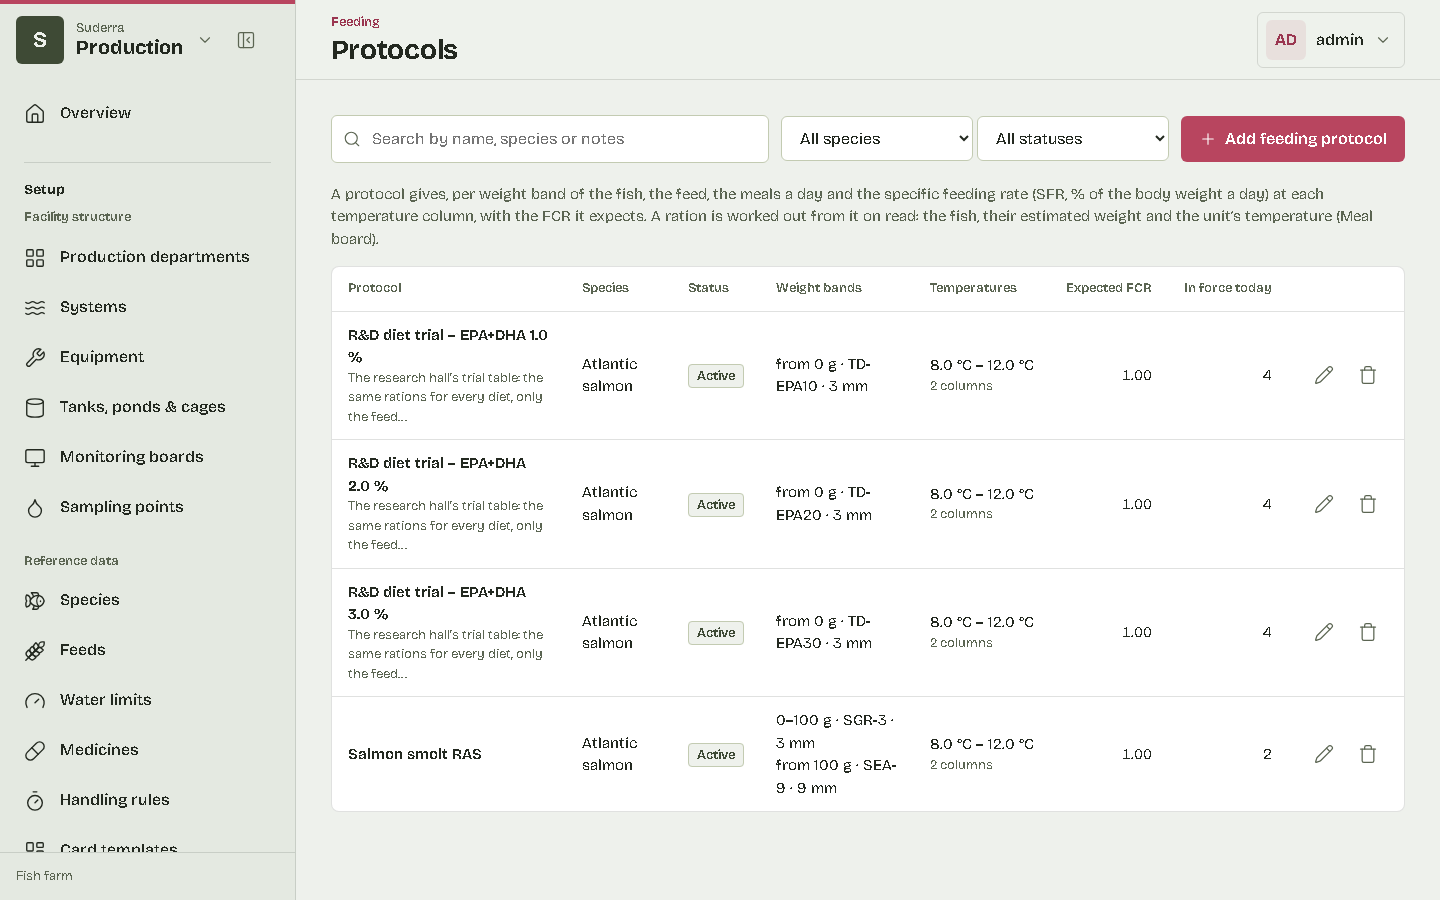 Suderra
S
Production
Overview
Setup
Facility structure
Production departments
Systems
Equipment
Tanks, ponds & cages
Monitoring boards
Sampling points
Reference data
Species
Feeds
Water limits
Medicines
Handling rules
Card templates
Fish farm
Feeding
Protocols
AD admin
Search by name, species or notes
All species
All statuses
Add feeding protocol
A protocol gives, per weight band of the fish, the feed, the meals a day and the specific feeding rate (SFR, % of the body weight a day) at each
temperature column, with the FCR it expects. A ration is worked out from it on read: the fish, their estimated weight and the unit's temperature (Meal
board).
Protocol Species Status Weight bands Temperatures Expected FCR In force today
R&D diet trial – EPA+DHA 1.0
%
The research hall's trial table: the
same rations for every diet, only
the feed...
Atlantic
salmon
Active
from 0 g · TD-
EPA10 · 3 mm
8.0 °C – 12.0 °C
2 columns
1.00
4
R&D diet trial – EPA+DHA
2.0 %
The research hall's trial table: the
same rations for every diet, only
the feed...
Atlantic
salmon
Active
from 0 g · TD-
EPA20 · 3 mm
8.0 °C – 12.0 °C
2 columns
1.00
4
R&D diet trial – EPA+DHA
3.0 %
The research hall's trial table: the
same rations for every diet, only
the feed...
Atlantic
salmon
Active
from 0 g · TD-
EPA30 · 3 mm
8.0 °C – 12.0 °C
2 columns
1.00
4
Salmon smolt RAS
Atlantic
salmon
Active
0–100 g · SGR-3 ·
3 mm
from 100 g · SEA-
9 · 9 mm
8.0 °C – 12.0 °C
2 columns
1.00
2